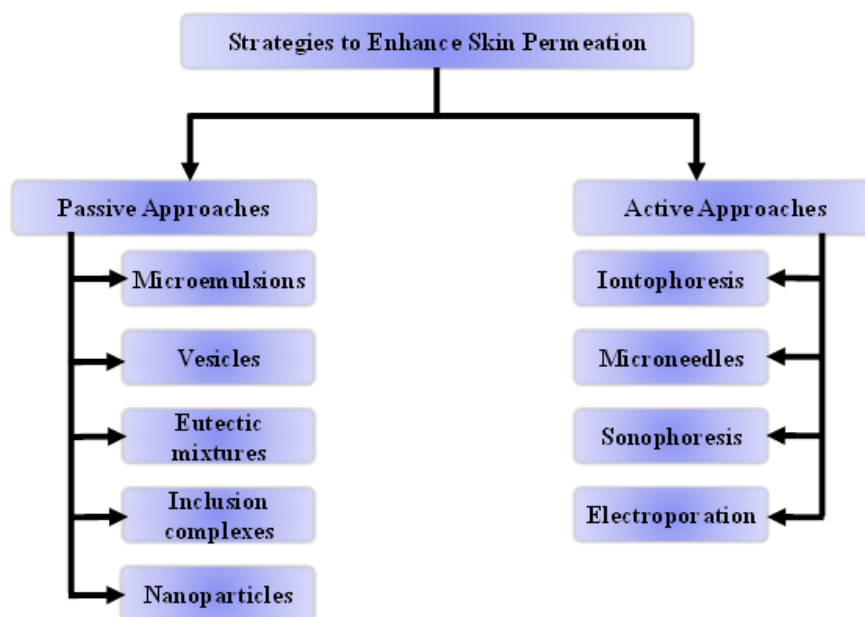 Strategies to Enhance Skin Permeation
Passive Approaches
Microemulsions
Vesicles
Eutectic
mixtures
Inclusion
complexes
Nanoparticles
Active Approaches
Iontophoresis
Microneedles
Sonophoresis
Electroporation